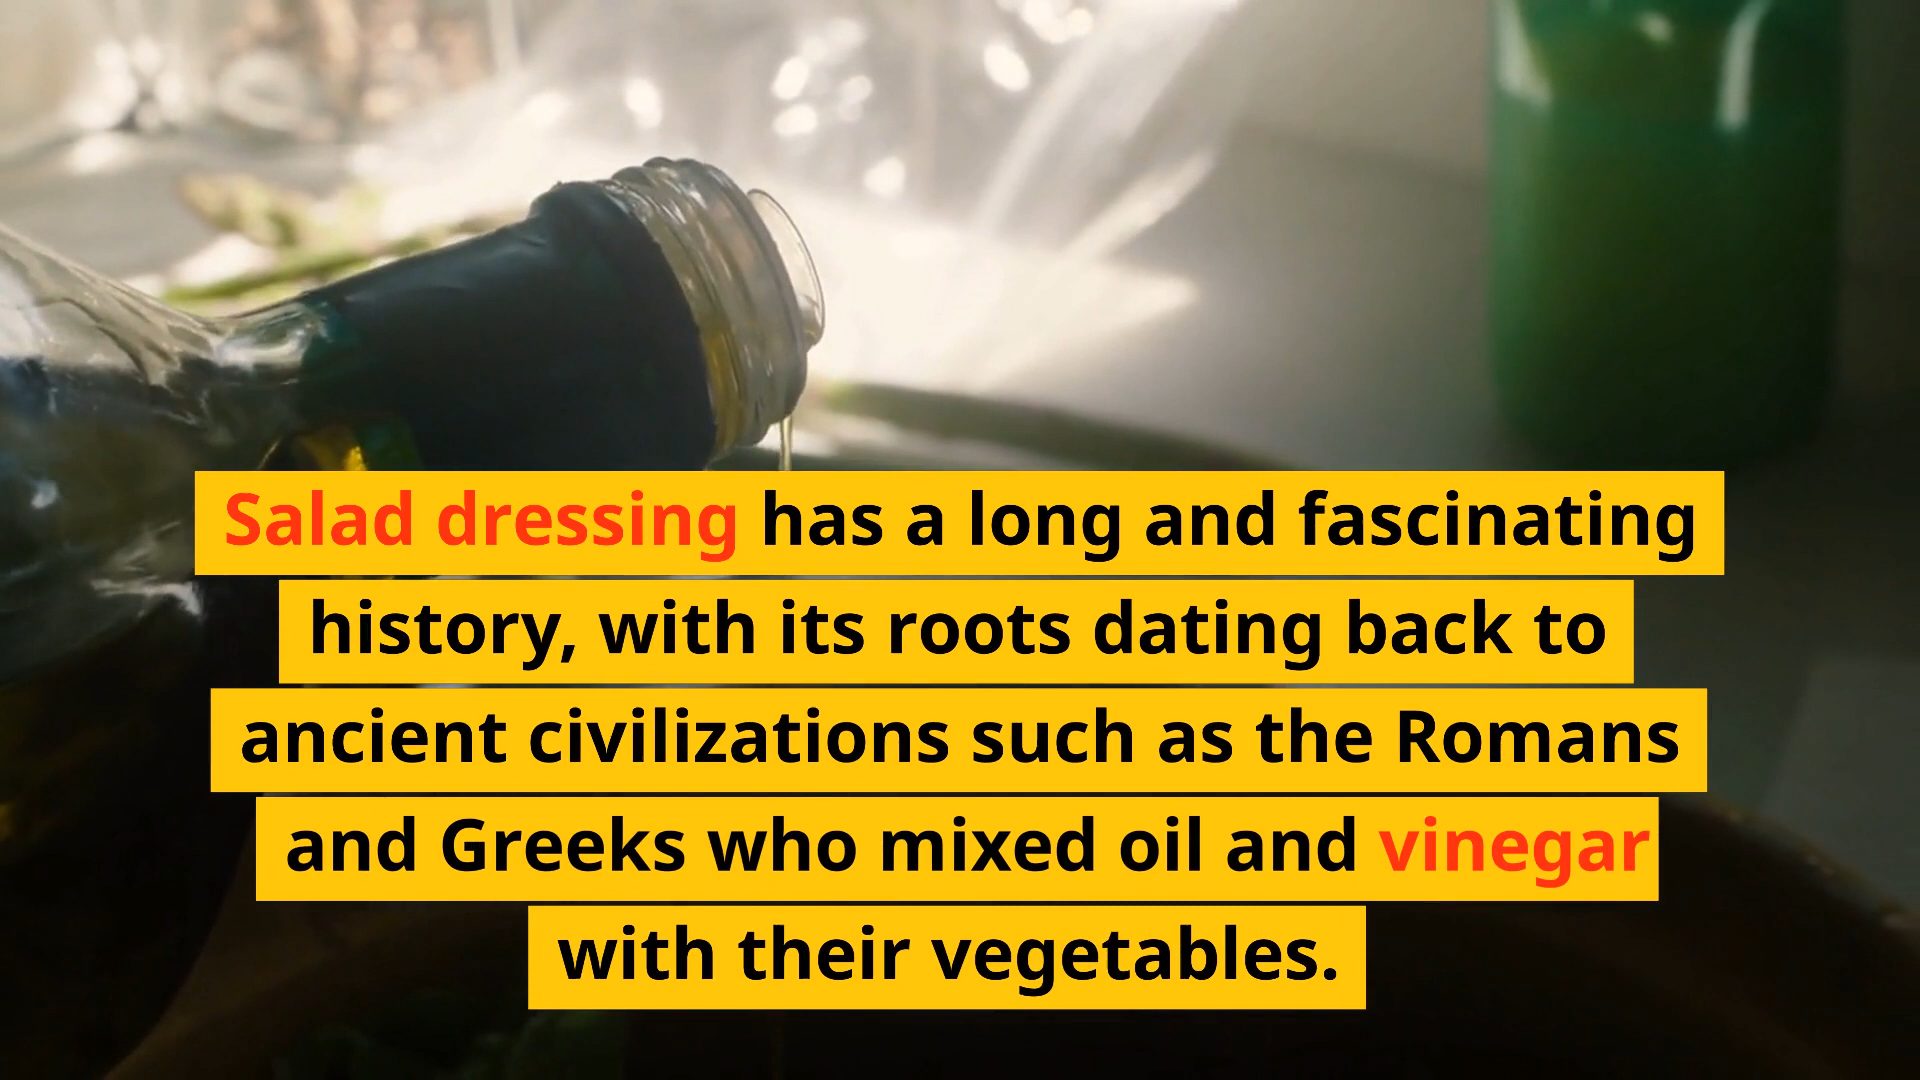 Salad dressing has a long and fascinating
history, with its roots dating back to
ancient civilizations such as the Romans
and Greeks who mixed oil and vinegar
with their vegetables.